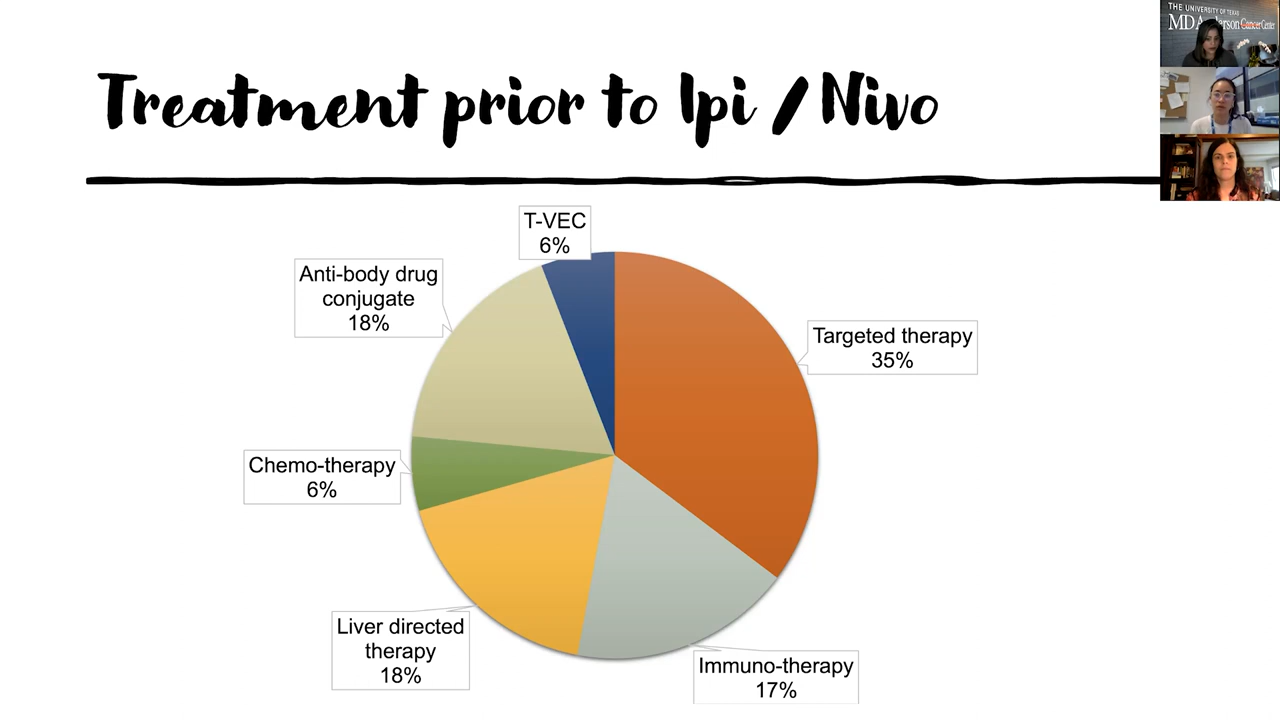 Treatment prior to Ipi / Nivo
THE UNIVERSITY OF TEXAS
MD Anderson Cancer Center
T-VEC
6%
Anti-body drug
conjugate
18%
Targeted therapy
35%
Chemo-therapy
6%
Liver directed
therapy
18%
Immuno-therapy
17%